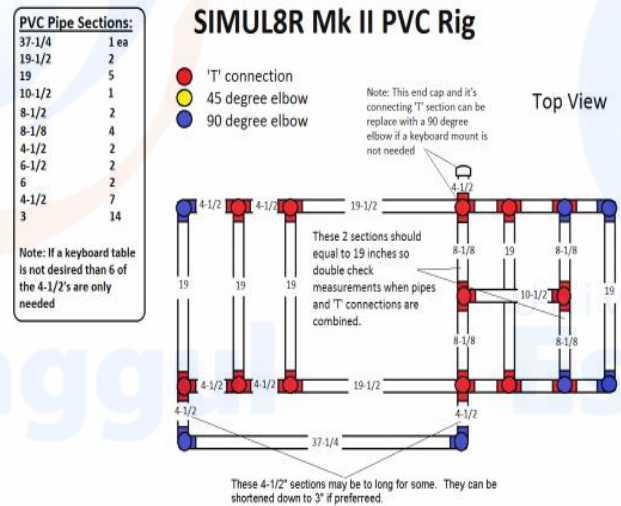 SIMUL8R Mk II PVC Rig
PVC Pipe Sections:
37-1/4 1 ea
19-1/2 2
19 5
10-1/2 1
8-1/2 2
8-1/8 4
4-1/2 2
6-1/2 2
6 2
4-1/2 7
3 14
Note: If a keyboard table
is not desired than 6 of
the 4-1/2's are only
needed
'T' connection
45 degree elbow
90 degree elbow
Note: This end cap and it's
connecting 'T' section can be
replace with a 90 degree
elbow if a keyboard mount is
not needed
Top View
4-1/2
4-1/2
4-1/2
19-1/2
These 2 sections should
equal to 19 inches so
double check
measurements when pipes
and 'T' connections are
combined.
8-1/8
19
8-1/8
19
19
19
10-1/2
19
8-1/8
8-1/8
4-1/2
4-1/2
19-1/2
4-1/2
4-1/2
37-1/4
These 4-1/2" sections may be to long for some. They can be
shortened down to 3" if preferreed.